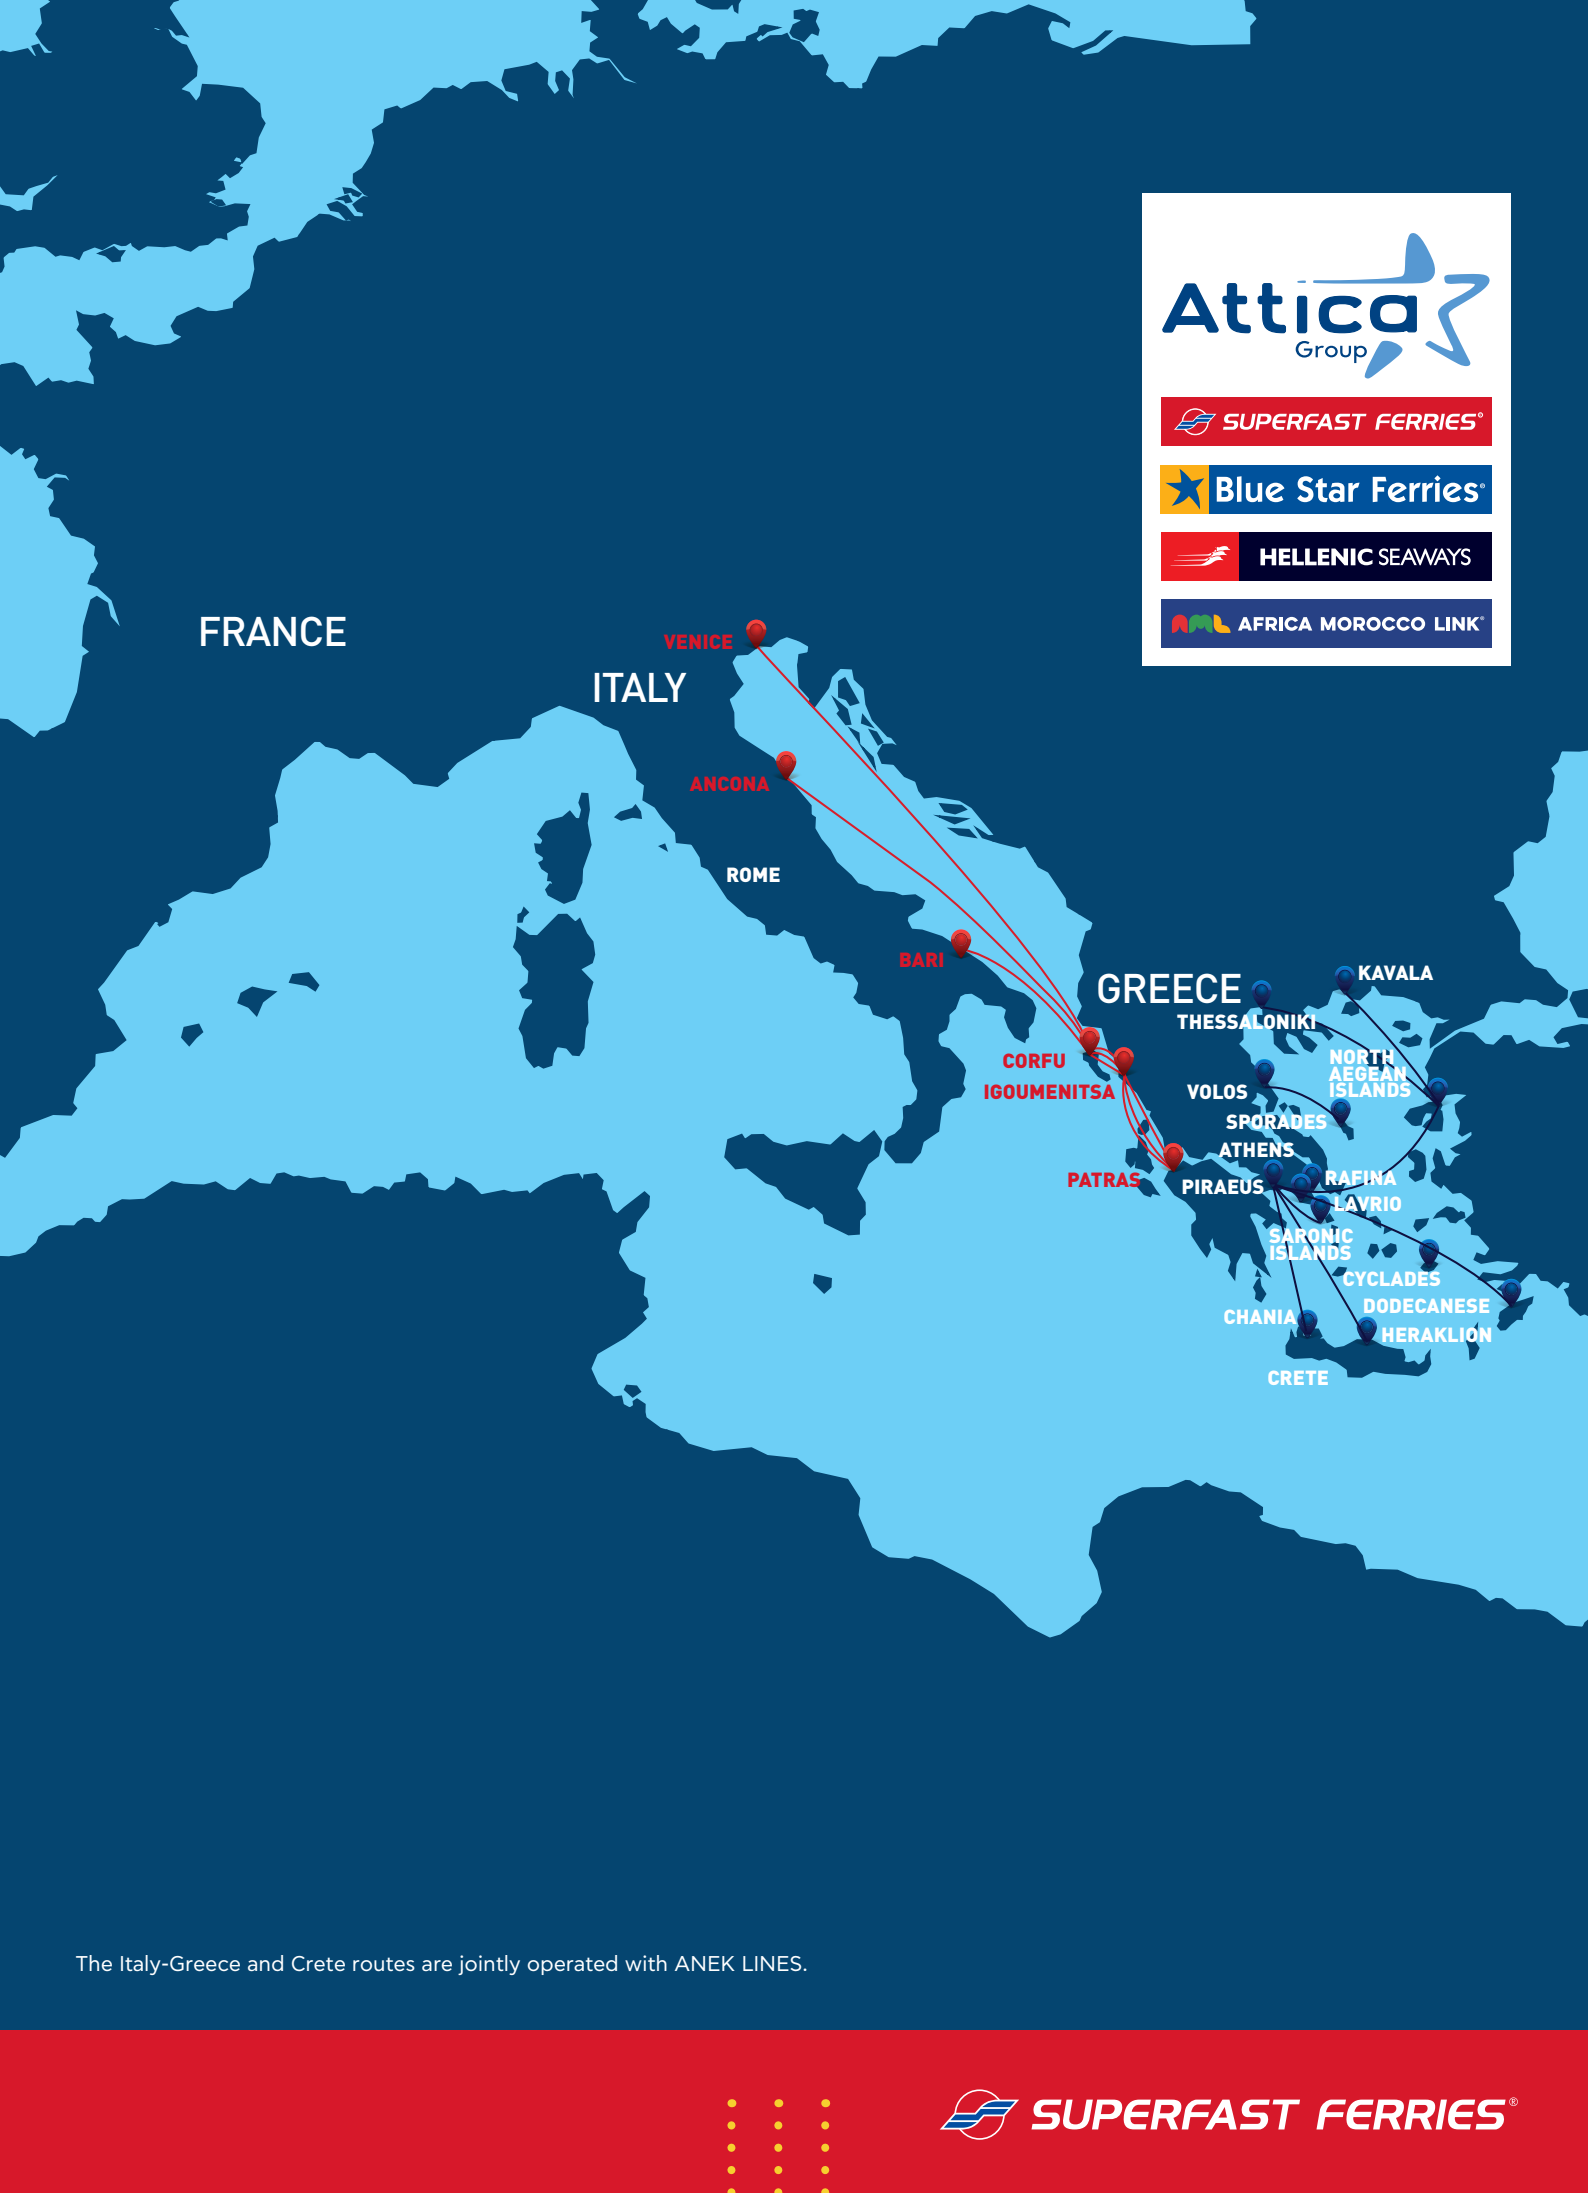 Attica
Group
SUPERFAST FERRIES®
Blue Star Ferries®
HELLENIC SEAWAYS
AML AFRICA MOROCCO LINK®
FRANCE
VENICE
ITALY
ANCONA
ROME
BARI
GREECE
KAVALA
THESSALONIKI
CORFU
NORTH
AEGEAN
ISLANDS
IGOUMENITSA
VOLOS
SPORADES
ATHENS
PATRAS
PIRAEUS
RAFINA
LAVRIO
SARONIC
ISLANDS
CYCLADES
DODECANESE
CHANIA
HERAKLION
CRETE
The Italy-Greece and Crete routes are jointly operated with ANEK LINES.
SUPERFAST FERRIES®